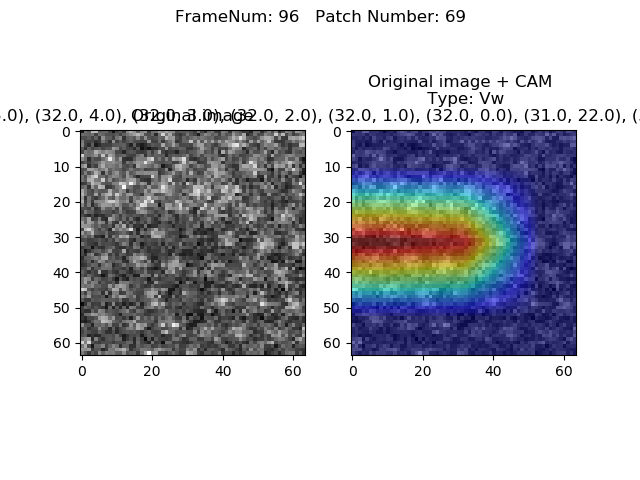 FrameNum: 96   Patch Number: 69
Original image + CAM
Type: Vw
.0), (32.0, 4.0), (32.0, 3.0), (32.0, 2.0), (32.0, 1.0), (32.0, 0.0), (31.0, 22.0), (
Original image
0
10
20
30
40
50
60
0 20 40 60
0
10
20
30
40
50
60
0 20 40 60